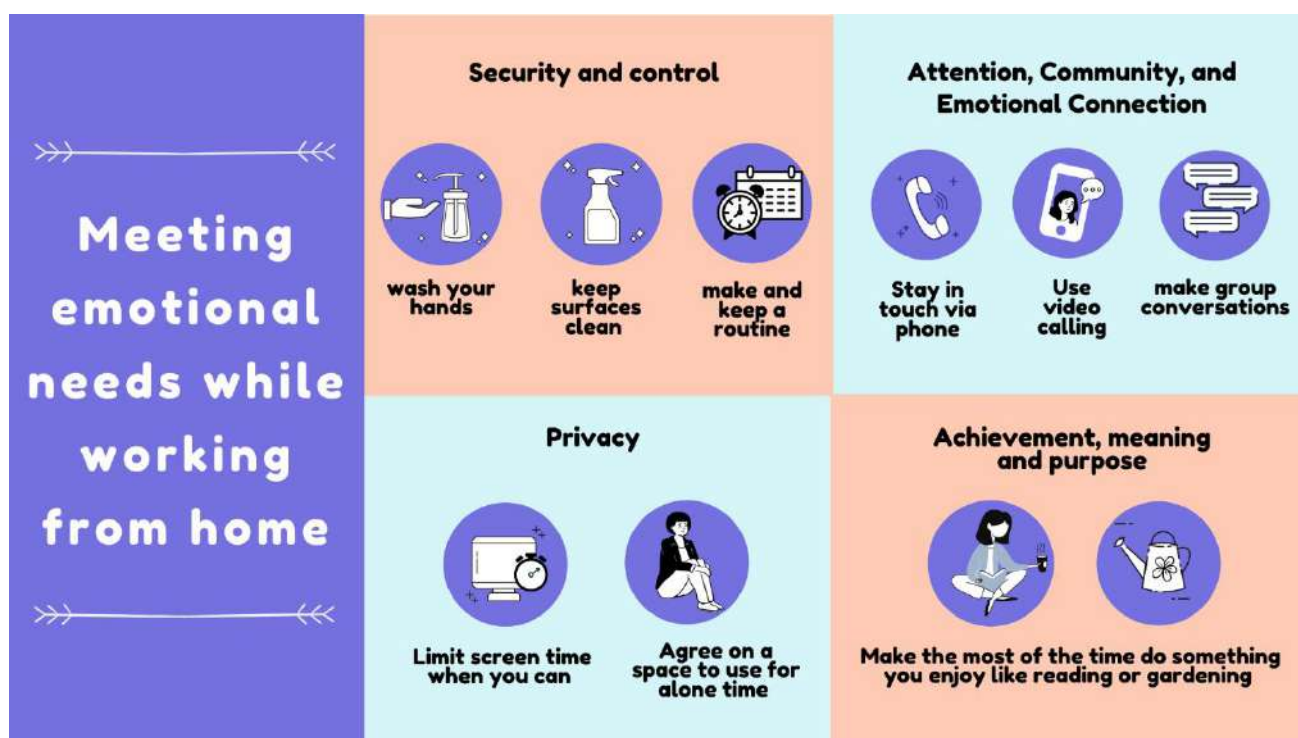 Meeting
emotional
needs while
working
from home
Security and control
wash your
hands
keep
surfaces
clean
make and
keep a
routine
Attention, Community, and
Emotional Connection
Stay in
touch via
phone
Use
video
calling
make group
conversations
Privacy
Limit screen time
when you can
Agree on a
space to use for
alone time
Achievement, meaning
and purpose
Make the most of the time do something
you enjoy like reading or gardening